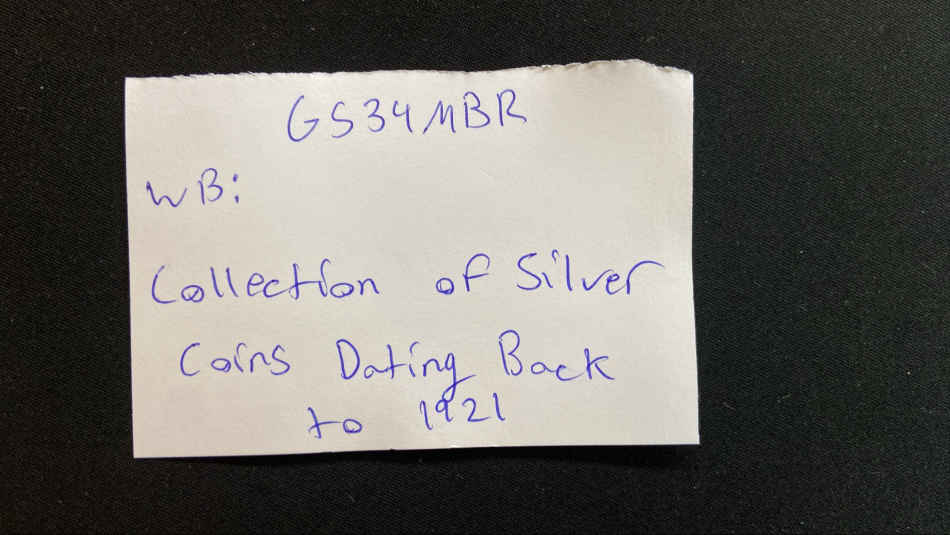 GS34MBR
WB:
Collection of Silver
Coins Dating Back
to 1921